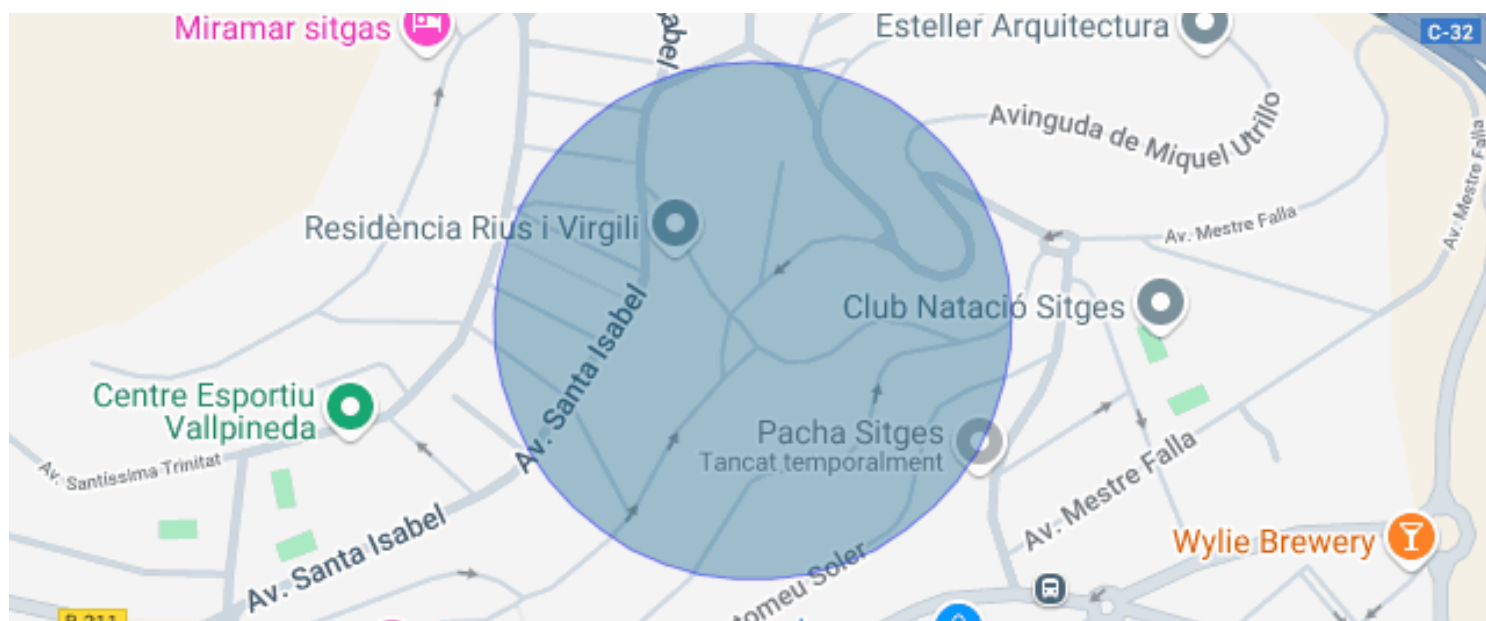 Miramar sitgas
Isabel
Esteller Arquitectura
C-32
Avinguda de Miquel Utrillo
Av. Mestre Falla
Residència Rius i Virgili
Av. Mestre Falla
Club Natació Sitges
Av. Santa Isabel
Centre Esportiu
Vallpineda
Pacha Sitges
Tancat temporalment
Av. Santíssima Trinitat
Av. Mestre Falla
Av. Santa Isabel
Wylie Brewery
tomeu Soler